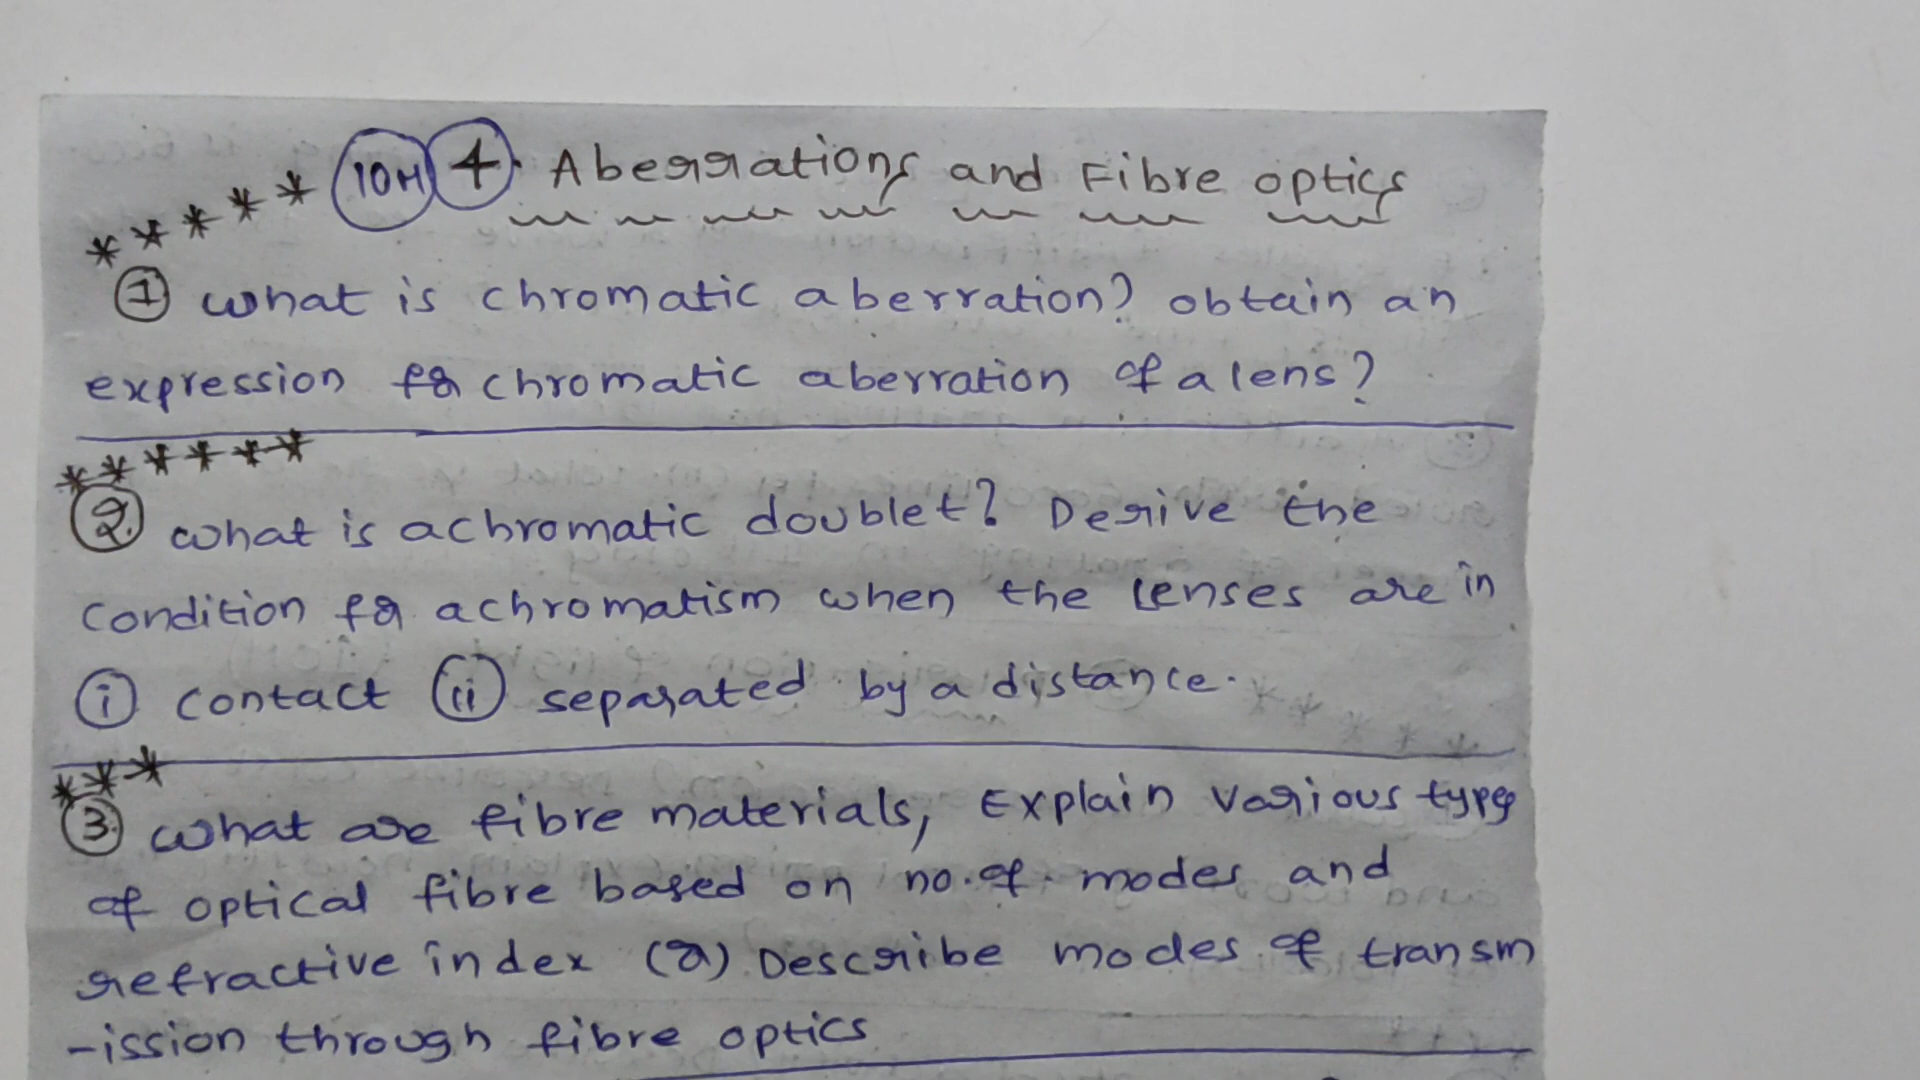 ***** 10M 4. Aberrations and Fibre optics
1 what is chromatic aberration? obtain an
expression for chromatic aberration of a lens?
******
2. what is achromatic doublet? Derive the
condition for achromatism when the lenses are in
i contact ii separated by a distance.
***
3. what are fibre materials, Explain various types
of optical fibre based on no. of modes and
refractive index (or) Describe modes of transm
-ission through fibre optics